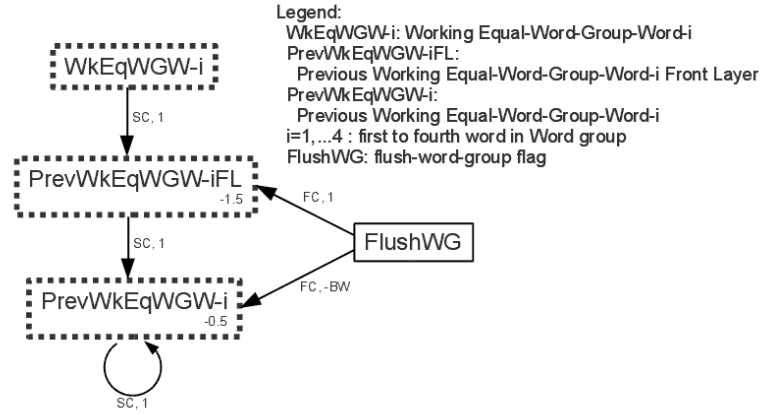 Legend:
WkEqWGW-i: Working Equal-Word-Group-Word-i
PrevWkEqWGW-iFL:
Previous Working Equal-Word-Group-Word-i Front Layer
PrevWkEqWGW-i:
Previous Working Equal-Word-Group-Word-i
i=1,...4 : first to fourth word in Word group
FlushWG: flush-word-group flag
WkEqWGW-i
SC, 1
PrevWkEqWGW-iFL
-1.5
FC, 1
SC, 1
FlushWG
FC, -BW
PrevWkEqWGW-i
-0.5
SC, 1